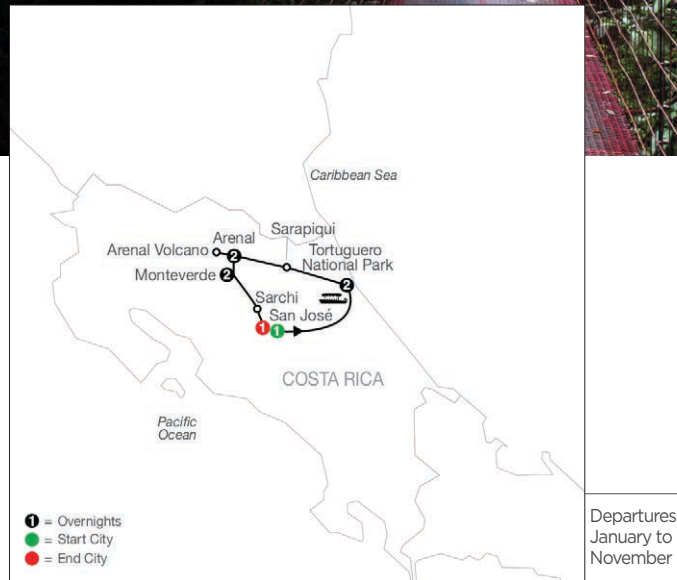 Caribbean Sea
Sarapiqui
Arenal
Arenal Volcano
Tortuguero
National Park
2
Monteverde
2
2
Sarchi
San José
1
1
COSTA RICA
Pacific
Ocean
1 = Overnights
= Start City
= End City
Departures
January to
November